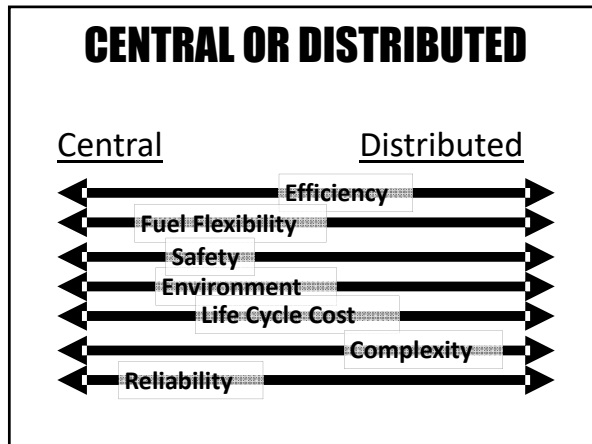 CENTRAL OR DISTRIBUTED
Central Distributed
Efficiency
Fuel Flexibility
Safety
Environment
Life Cycle Cost
Complexity
Reliability